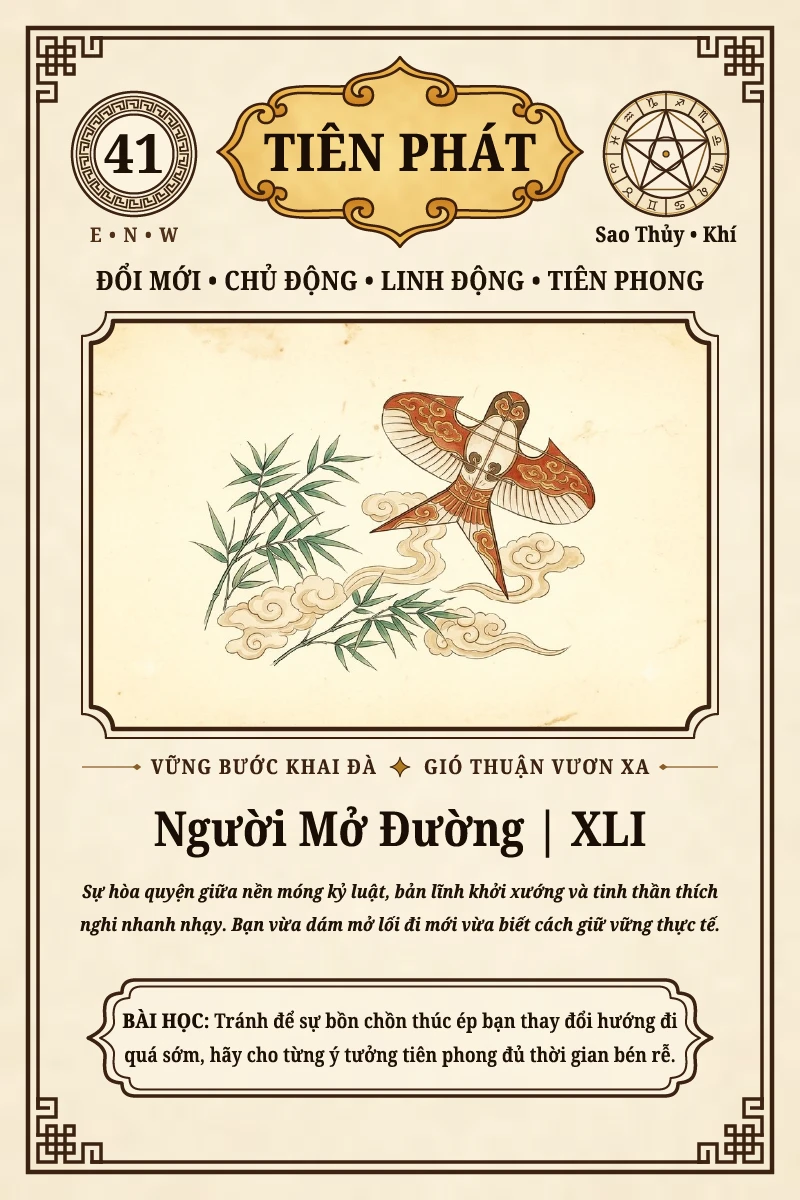 41
TIÊN PHÁT
E • N • W
Sao Thủy • Khí
ĐỔI MỚI • CHỦ ĐỘNG • LINH ĐỘNG • TIÊN PHONG
VỮNG BƯỚC KHAI ĐÀ ✦ GIÓ THUẬN VƯƠN XA
Người Mở Đường | XLI
Sự hòa quyện giữa nền móng kỷ luật, bản lĩnh khởi xướng và tinh thần thích
nghi nhanh nhạy. Bạn vừa dám mở lối đi mới vừa biết cách giữ vững thực tế.
BÀI HỌC: Tránh để sự bồn chồn thúc ép bạn thay đổi hướng đi
quá sớm, hãy cho từng ý tưởng tiên phong đủ thời gian bén rễ.